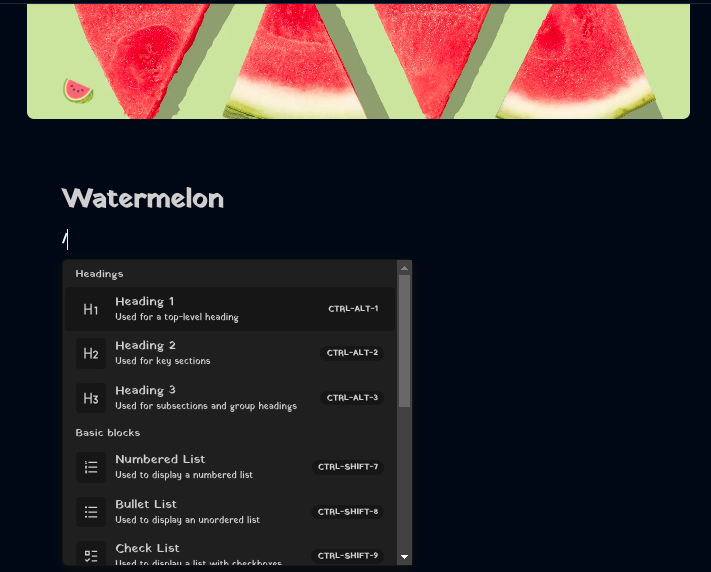 Watermelon
/
Headings
H1
Heading 1
CTRL-ALT-1
Used for a top-level heading
H2
Heading 2
CTRL-ALT-2
Used for key sections
H3
Heading 3
CTRL-ALT-3
Used for subsections and group headings
Basic blocks
Numbered List
CTRL-SHIFT-7
Used to display a numbered list
Bullet List
CTRL-SHIFT-8
Used to display an unordered list
Check List
CTRL-SHIFT-9
Used to display a list with checkboxes